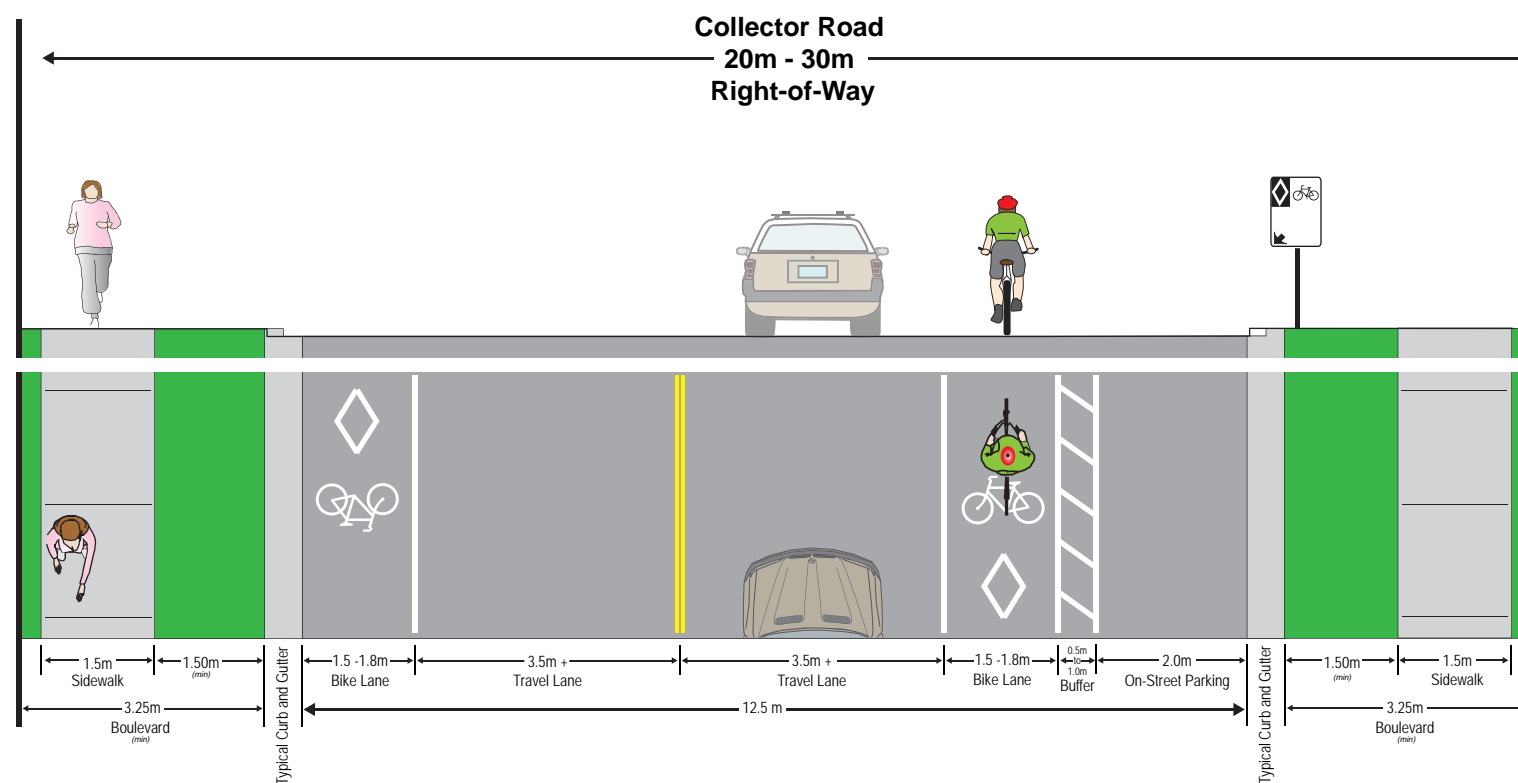 Collector Road
20m - 30m
Right-of-Way
1.5m
Sidewalk
1.50m
(min)
3.25m
Boulevard
(min)
Typical Curb and Gutter
1.5 -1.8m
Bike Lane
3.5m +
Travel Lane
3.5m +
Travel Lane
1.5 -1.8m
Bike Lane
0.5m
to
1.0m
Buffer
2.0m
On-Street Parking
12.5 m
Typical Curb and Gutter
1.50m
(min)
1.5m
Sidewalk
3.25m
Boulevard
(min)